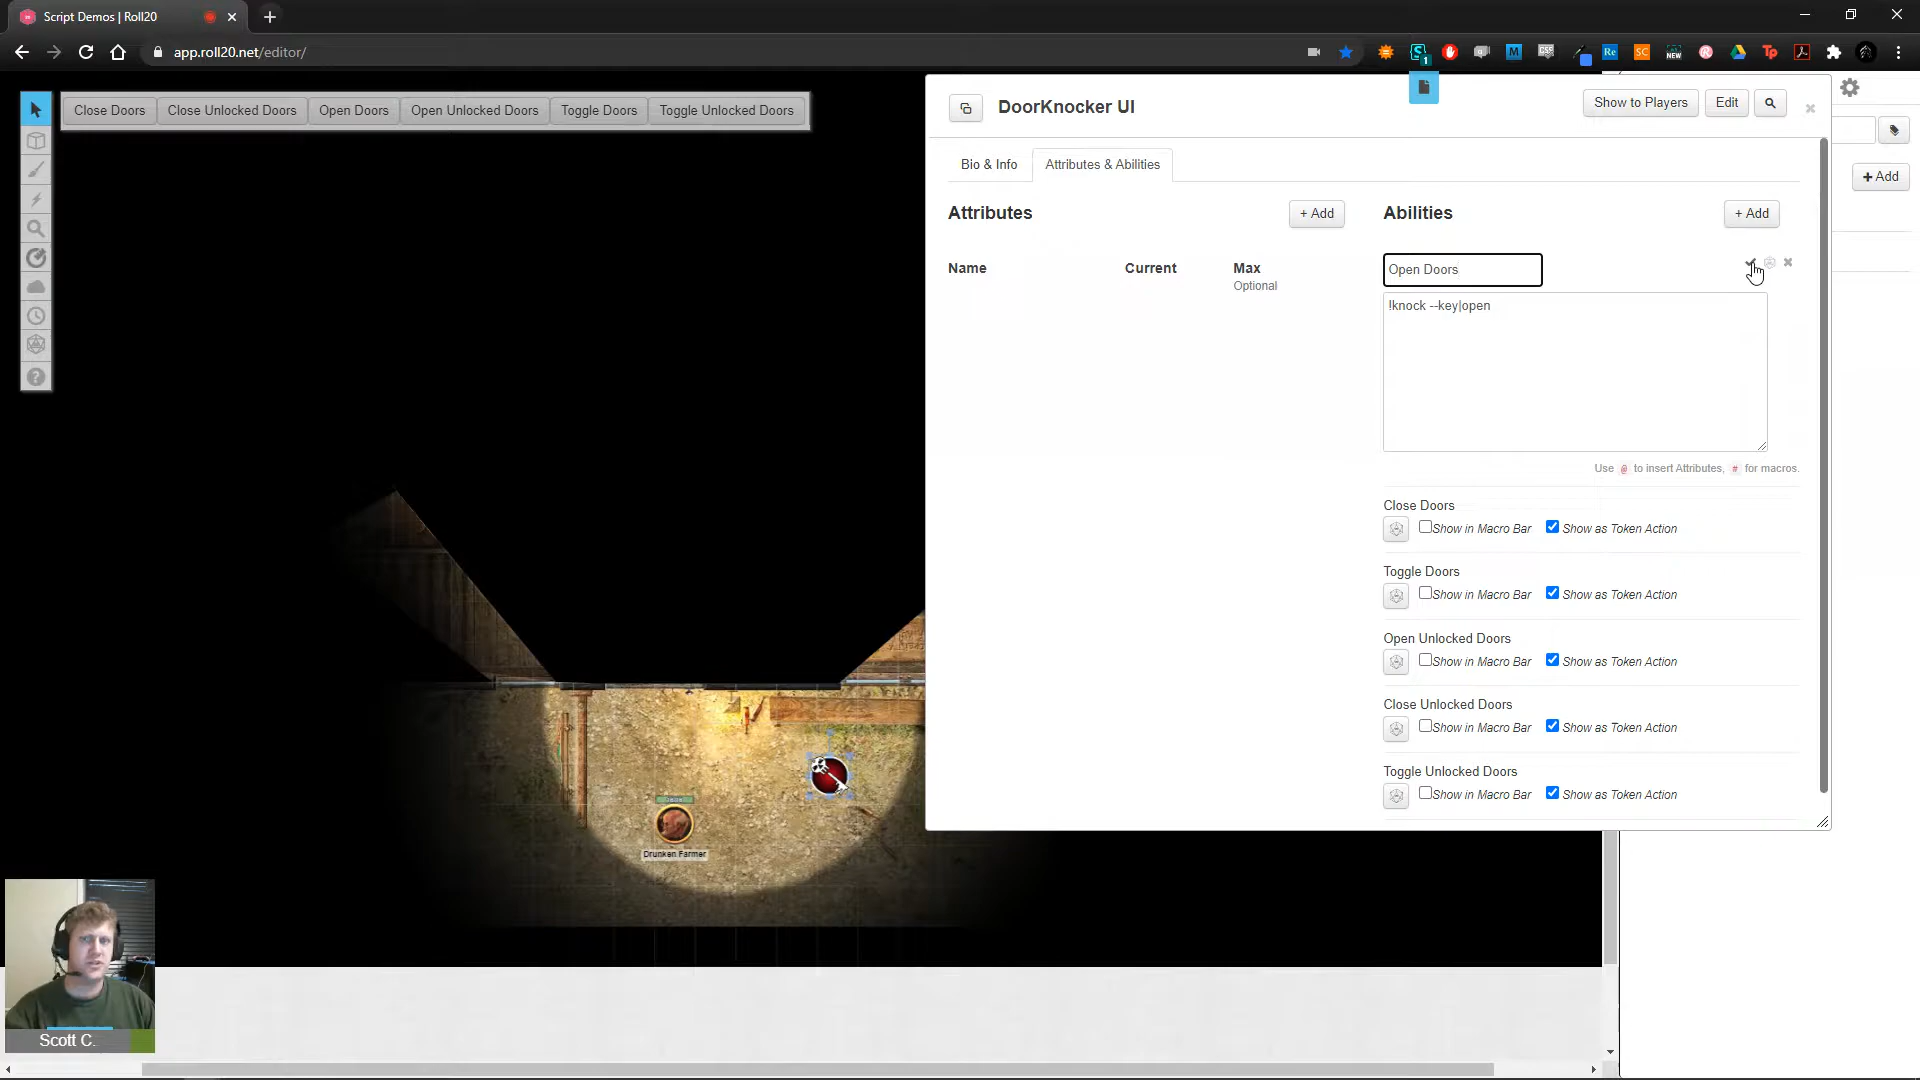 Script Demos | Roll20
app.roll20.net/editor/
Close Doors
Close Unlocked Doors
Open Doors
Open Unlocked Doors
Toggle Doors
Toggle Unlocked Doors
DoorKnocker UI
Show to Players
Edit
Bio & Info
Attributes & Abilities
Attributes
+ Add
Abilities
+ Add
+ Add
Name
Current
Max
Optional
Open Doors
!knock --key|open
Use @ to insert Attributes, # for macros.
Close Doors
Show in Macro Bar
Show as Token Action
Toggle Doors
Show in Macro Bar
Show as Token Action
Open Unlocked Doors
Show in Macro Bar
Show as Token Action
Close Unlocked Doors
Show in Macro Bar
Show as Token Action
Toggle Unlocked Doors
Show in Macro Bar
Show as Token Action
Drunken Farmer
Scott C.